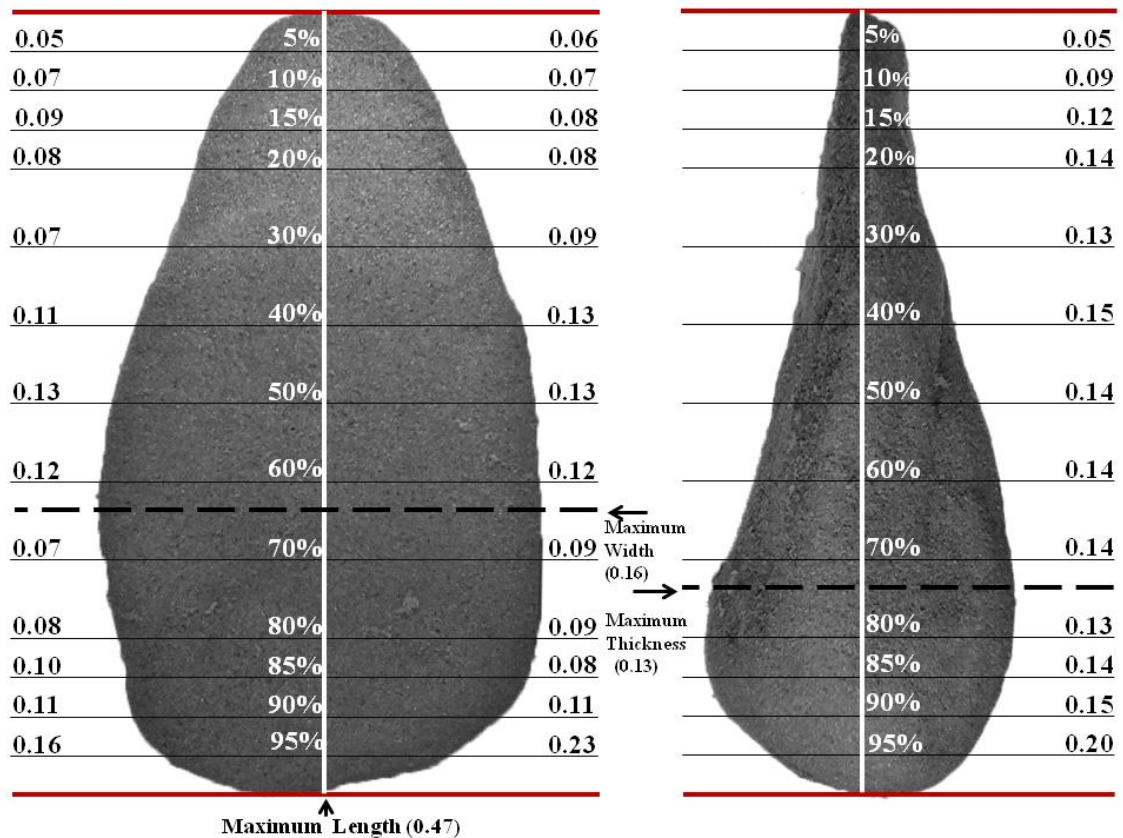 0.05 5% 0.06 5% 0.05
0.07 10% 0.07 10% 0.09
0.09 15% 0.08 15% 0.12
0.08 20% 0.08 20% 0.14
0.07 30% 0.09 30% 0.13
0.11 40% 0.13 40% 0.15
0.13 50% 0.13 50% 0.14
0.12 60% 0.12 60% 0.14
Maximum
Width
(0.16)
0.07 70% 0.09 70% 0.14
Maximum
Thickness
(0.13)
0.08 80% 0.09 80% 0.13
0.10 85% 0.08 85% 0.14
0.11 90% 0.11 90% 0.15
0.16 95% 0.23 95% 0.20
Maximum Length (0.47)